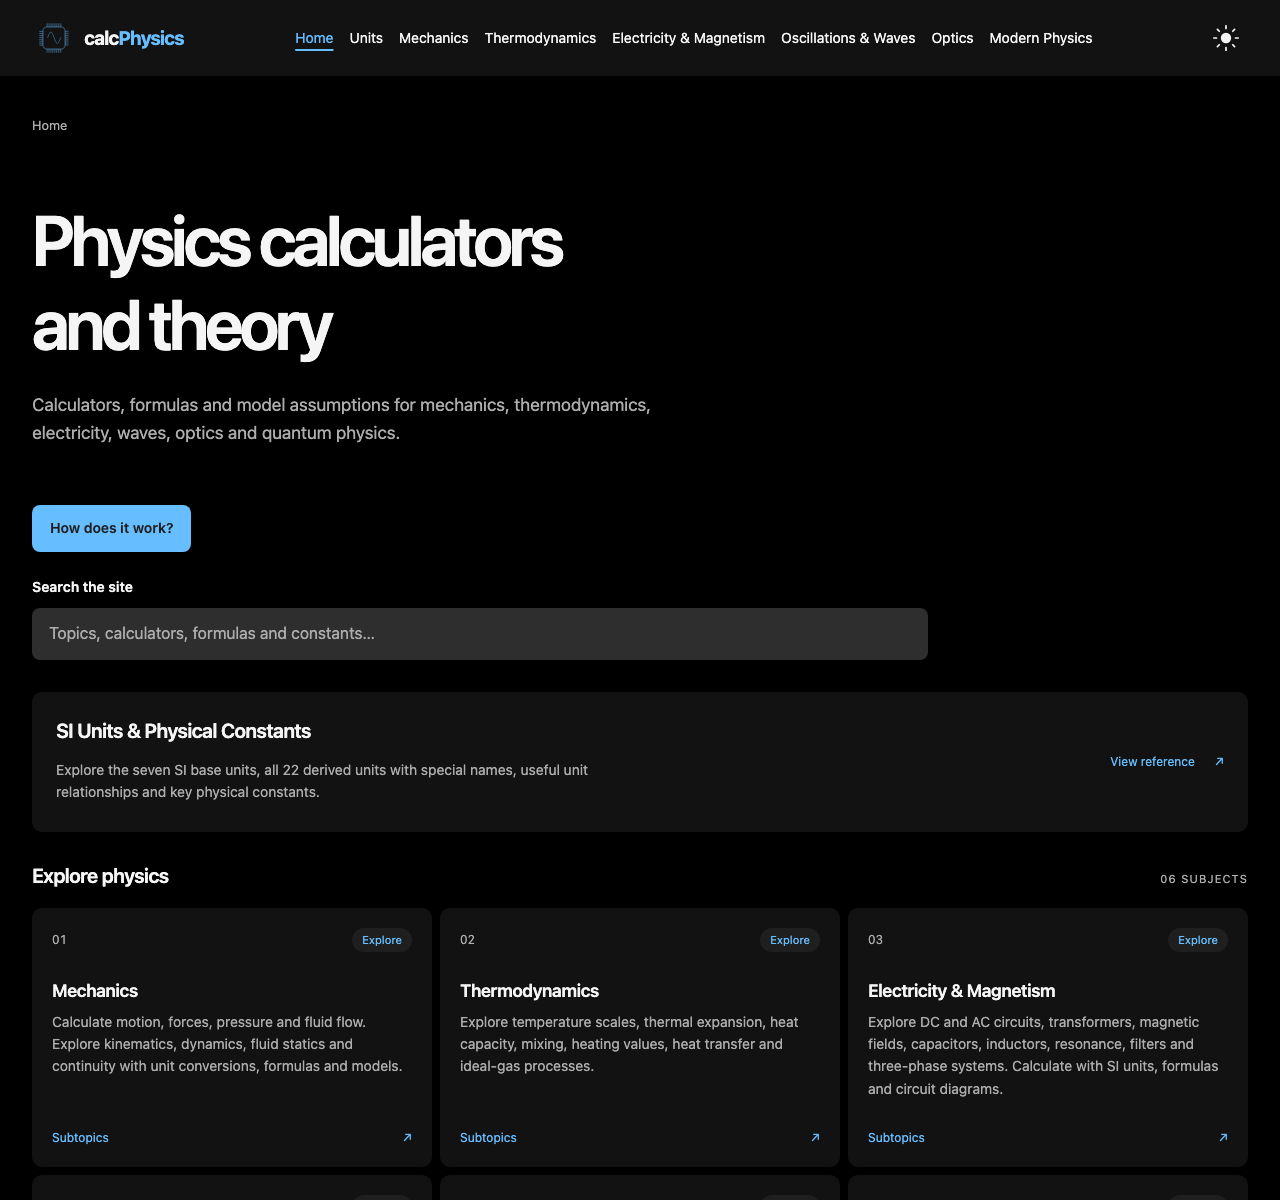 calcPhysics
Home Units Mechanics Thermodynamics Electricity & Magnetism Oscillations & Waves Optics Modern Physics
Home
Physics calculators
and theory
Calculators, formulas and model assumptions for mechanics, thermodynamics,
electricity, waves, optics and quantum physics.
How does it work?
Search the site
Topics, calculators, formulas and constants...
SI Units & Physical Constants
Explore the seven SI base units, all 22 derived units with special names, useful unit
relationships and key physical constants.
View reference ↗
Explore physics
06 SUBJECTS
01 Explore
Mechanics
Calculate motion, forces, pressure and fluid flow.
Explore kinematics, dynamics, fluid statics and
continuity with unit conversions, formulas and models.
Subtopics ↗
02 Explore
Thermodynamics
Explore temperature scales, thermal expansion, heat
capacity, mixing, heating values, heat transfer and
ideal-gas processes.
Subtopics ↗
03 Explore
Electricity & Magnetism
Explore DC and AC circuits, transformers, magnetic
fields, capacitors, inductors, resonance, filters and
three-phase systems. Calculate with SI units, formulas
and circuit diagrams.
Subtopics ↗